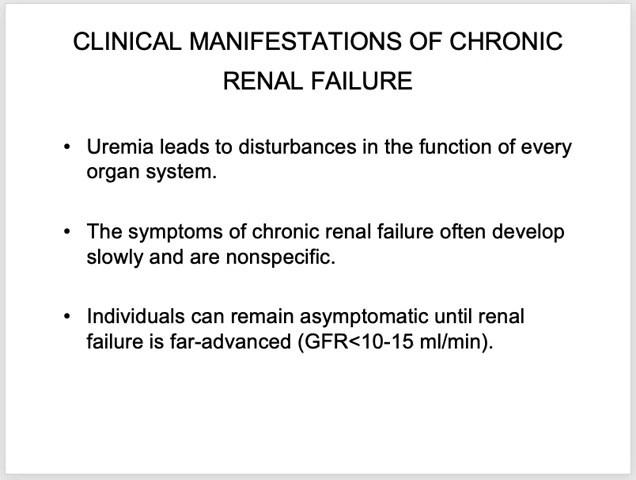 CLINICAL MANIFESTATIONS OF CHRONIC
RENAL FAILURE
• Uremia leads to disturbances in the function of every
organ system.
• The symptoms of chronic renal failure often develop
slowly and are nonspecific.
• Individuals can remain asymptomatic until renal
failure is far-advanced (GFR<10-15 ml/min).